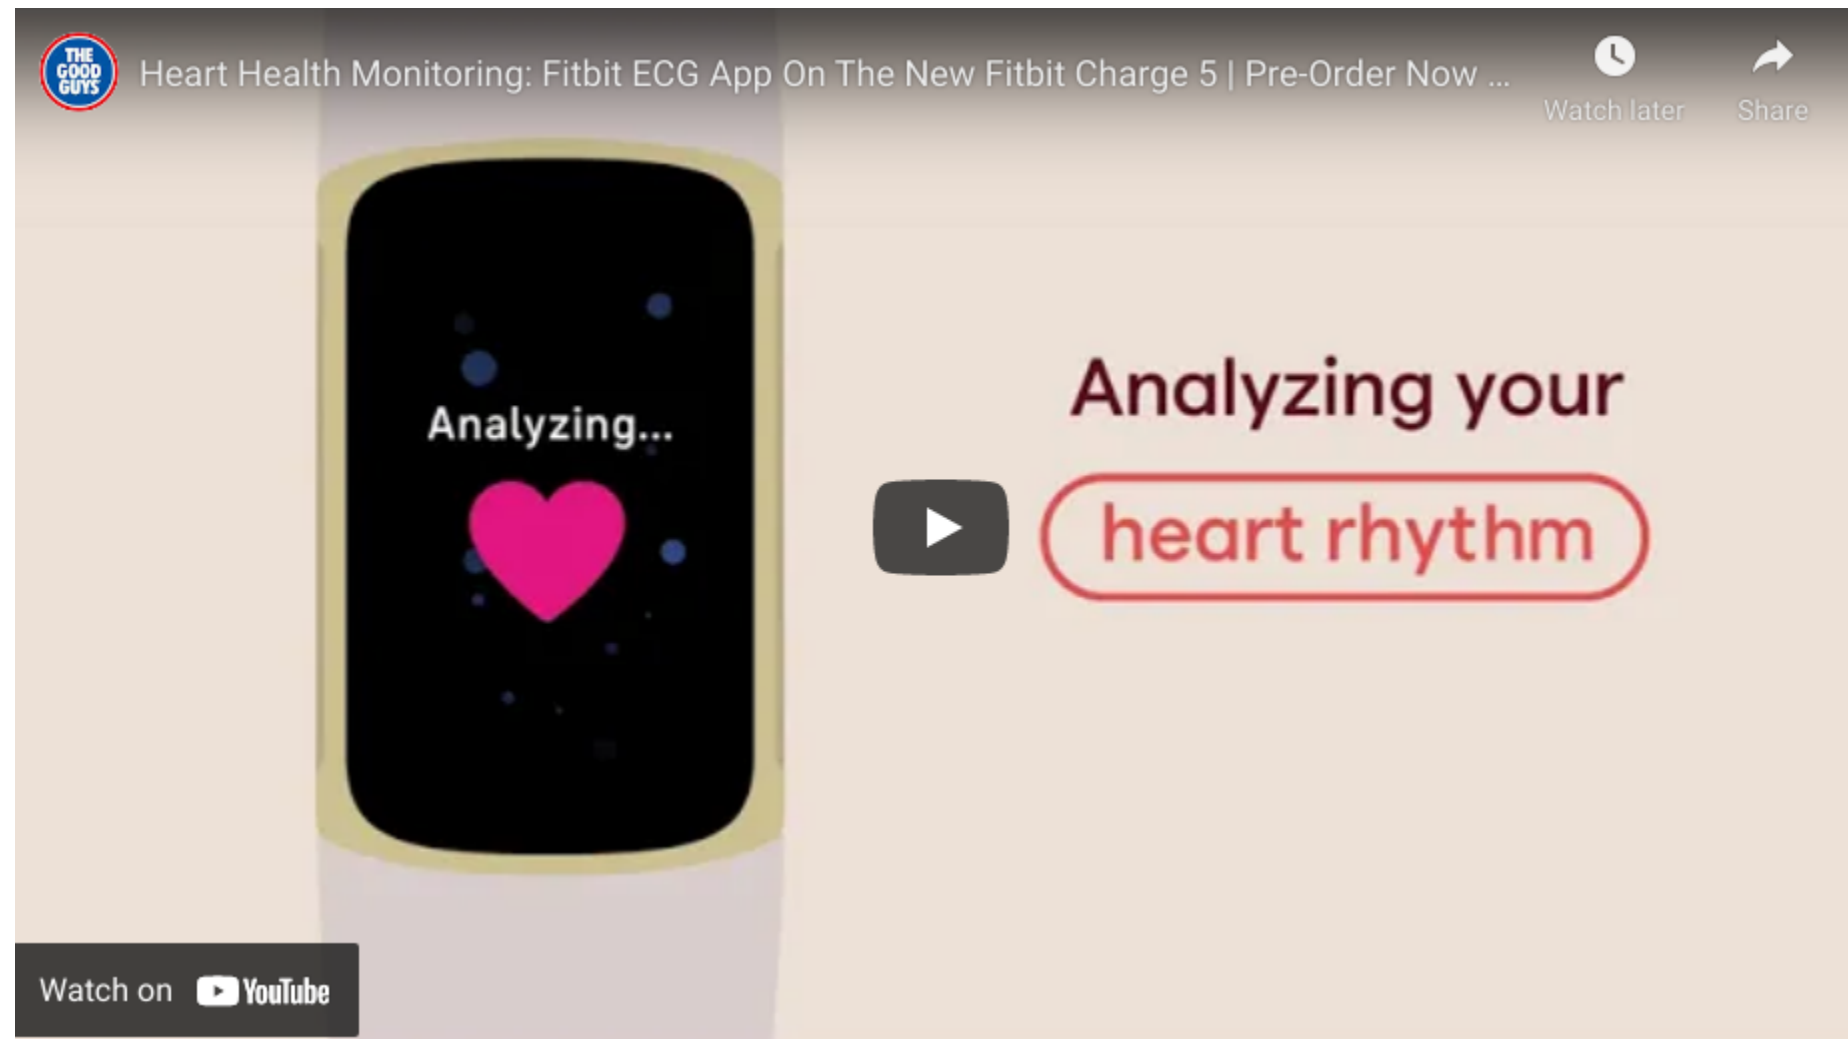 THE
GOOD
GUYS
Heart Health Monitoring: Fitbit ECG App On The New Fitbit Charge 5 | Pre-Order Now ...
Watch later
Share
Analyzing...
Analyzing your
heart rhythm
Watch on YouTube